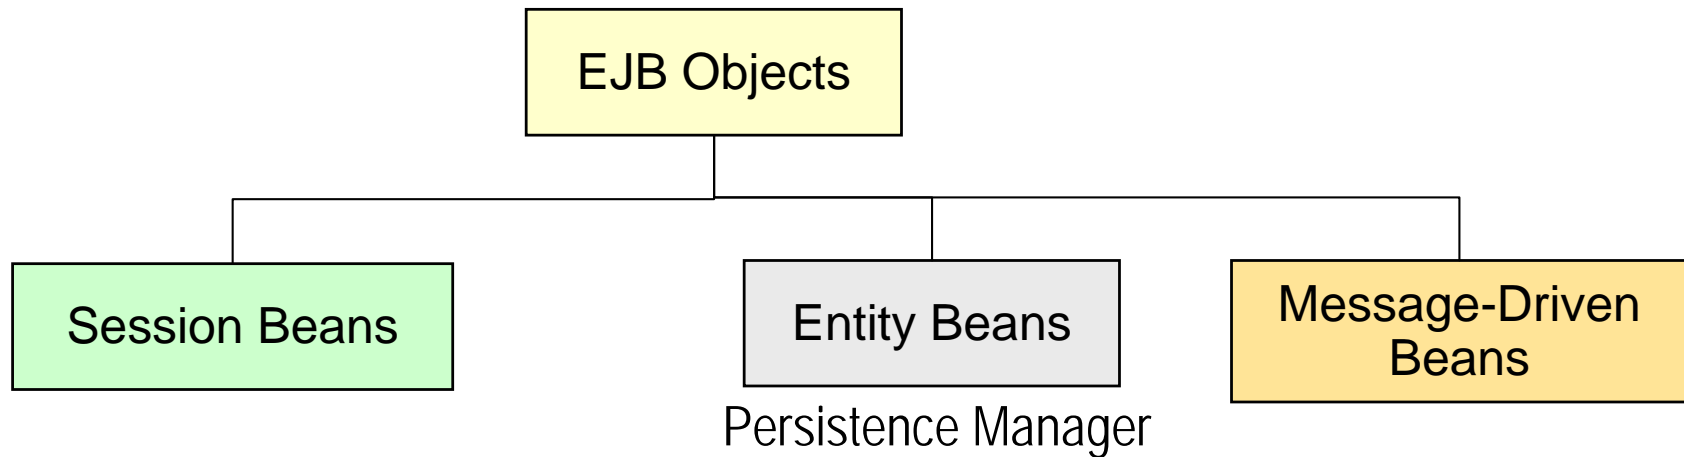 EJB Objects
Session Beans
Entity Beans
Message-Driven
Beans
Persistence Manager